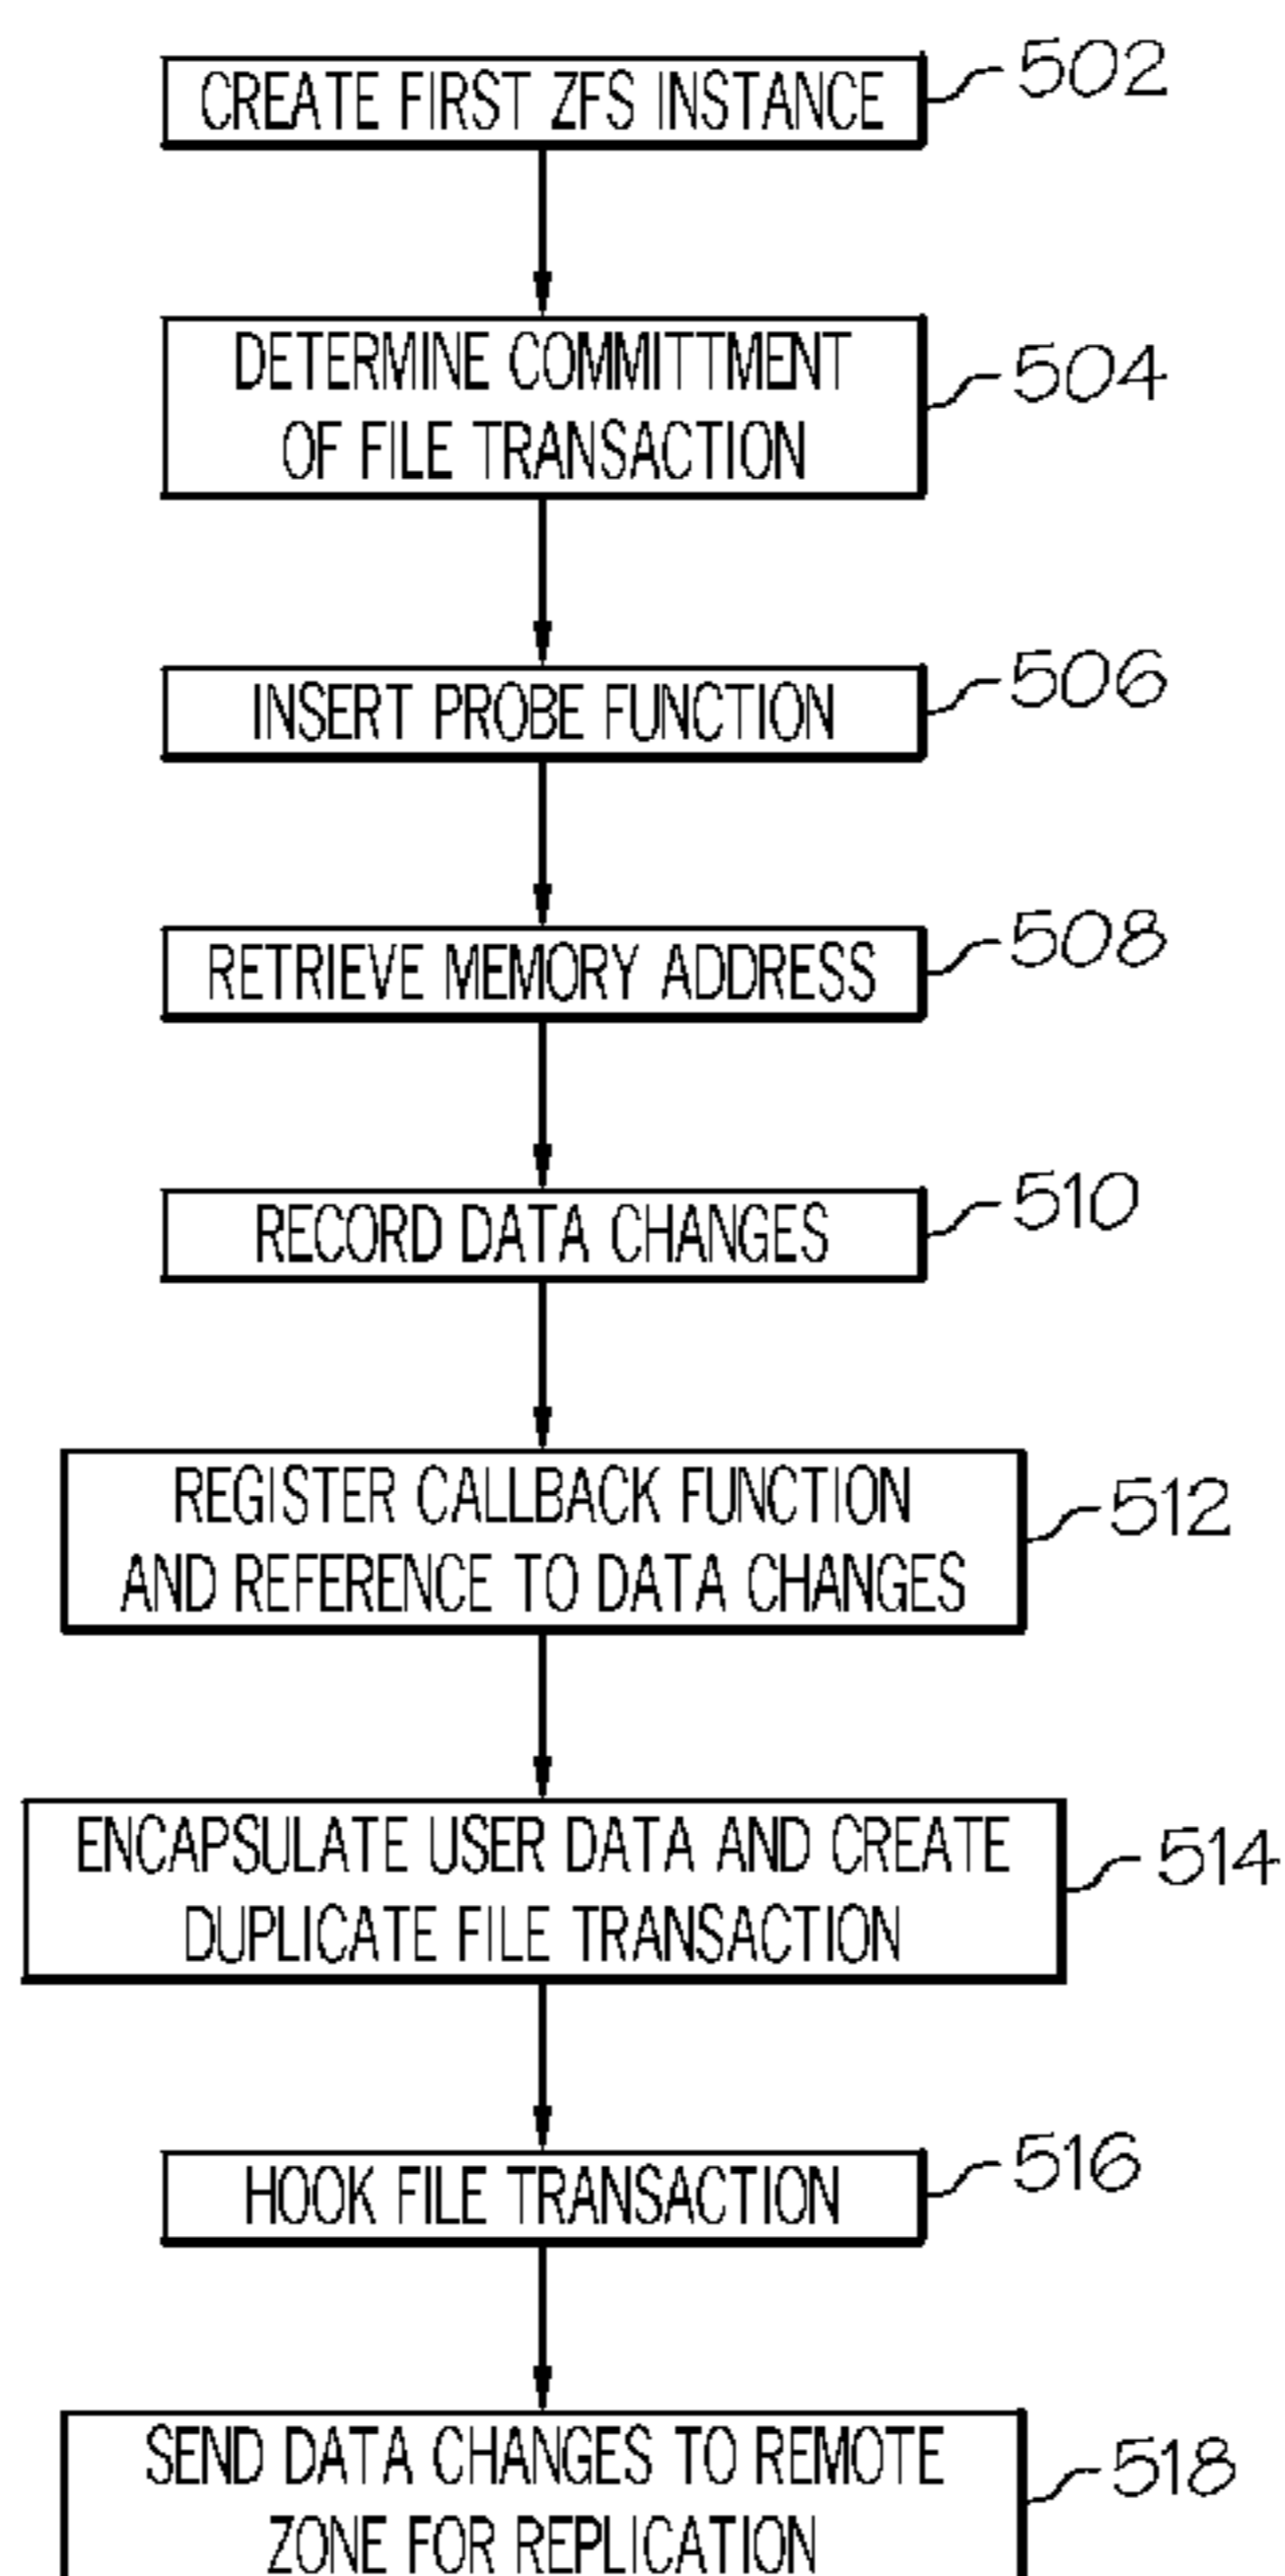 CREATE FIRST ZFS INSTANCE
502
DETERMINE COMMITTMENT
OF FILE TRANSACTION
504
INSERT PROBE FUNCTION
506
RETRIEVE MEMORY ADDRESS
508
RECORD DATA CHANGES
510
REGISTER CALLBACK FUNCTION
AND REFERENCE TO DATA CHANGES
512
ENCAPSULATE USER DATA AND CREATE
DUPLICATE FILE TRANSACTION
514
HOOK FILE TRANSACTION
516
SEND DATA CHANGES TO REMOTE
ZONE FOR REPLICATION
518